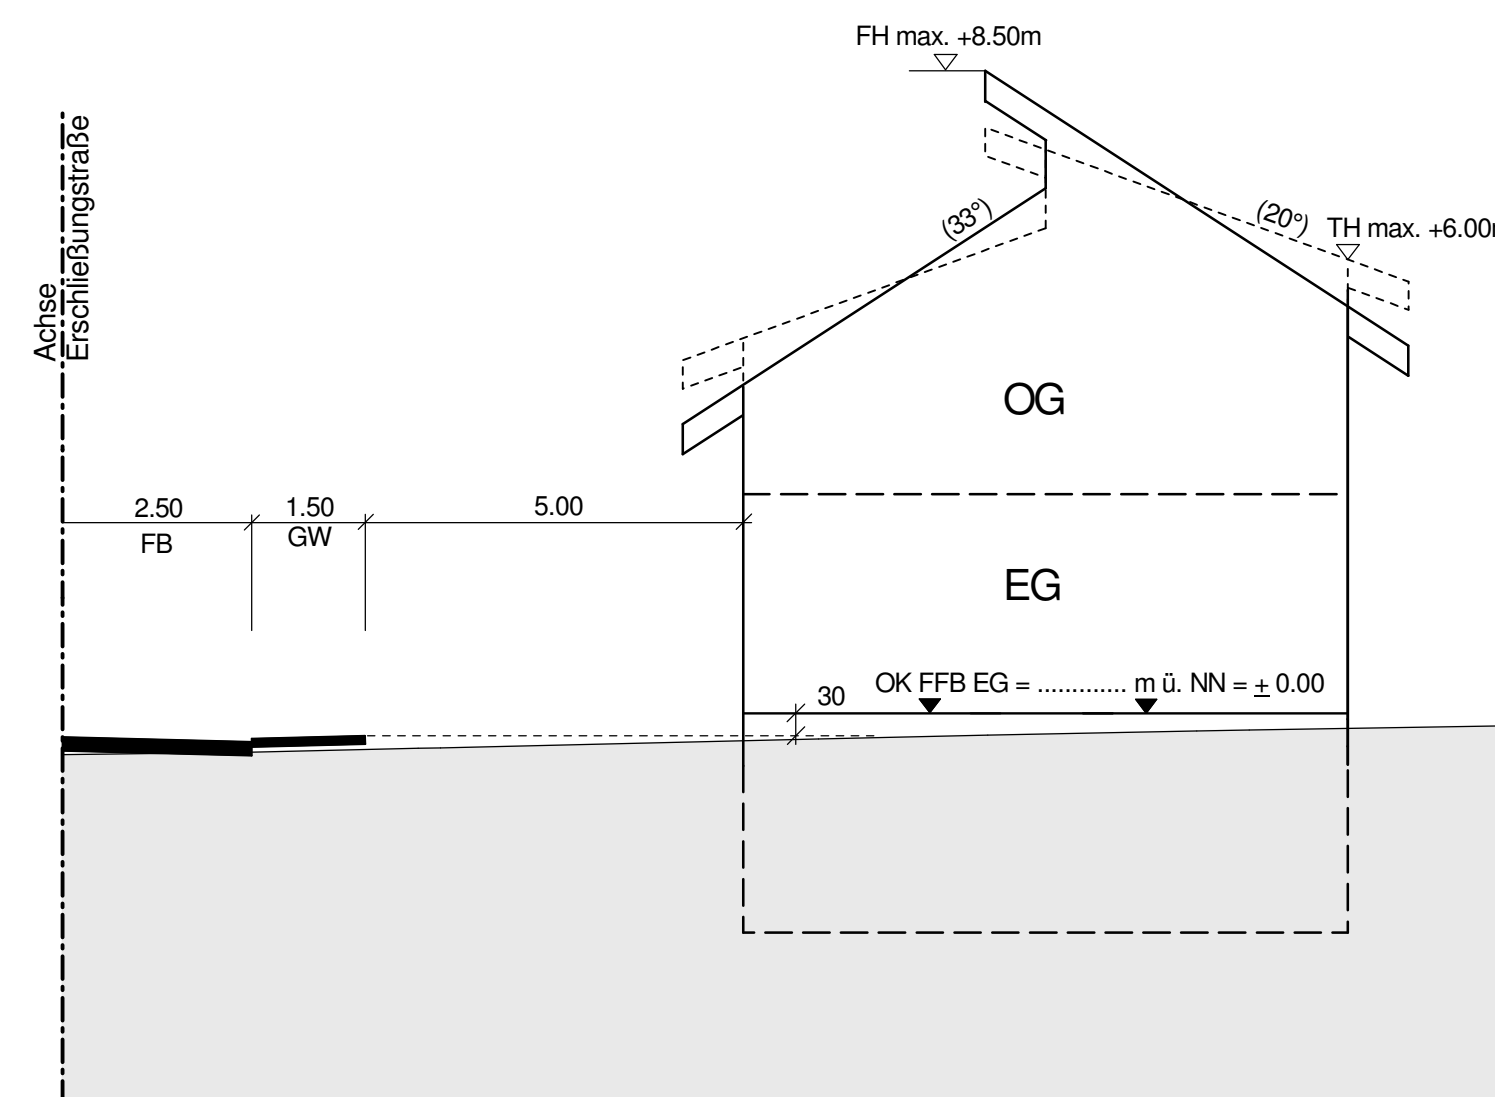 FH max. +8.50m
Achse
Erschließungstraße
(33°)
(20°)
TH max. +6.00m
OG
2.50
1.50
5.00
FB
GW
EG
OK FFB EG = ............. m ü. NN = ± 0.00
30